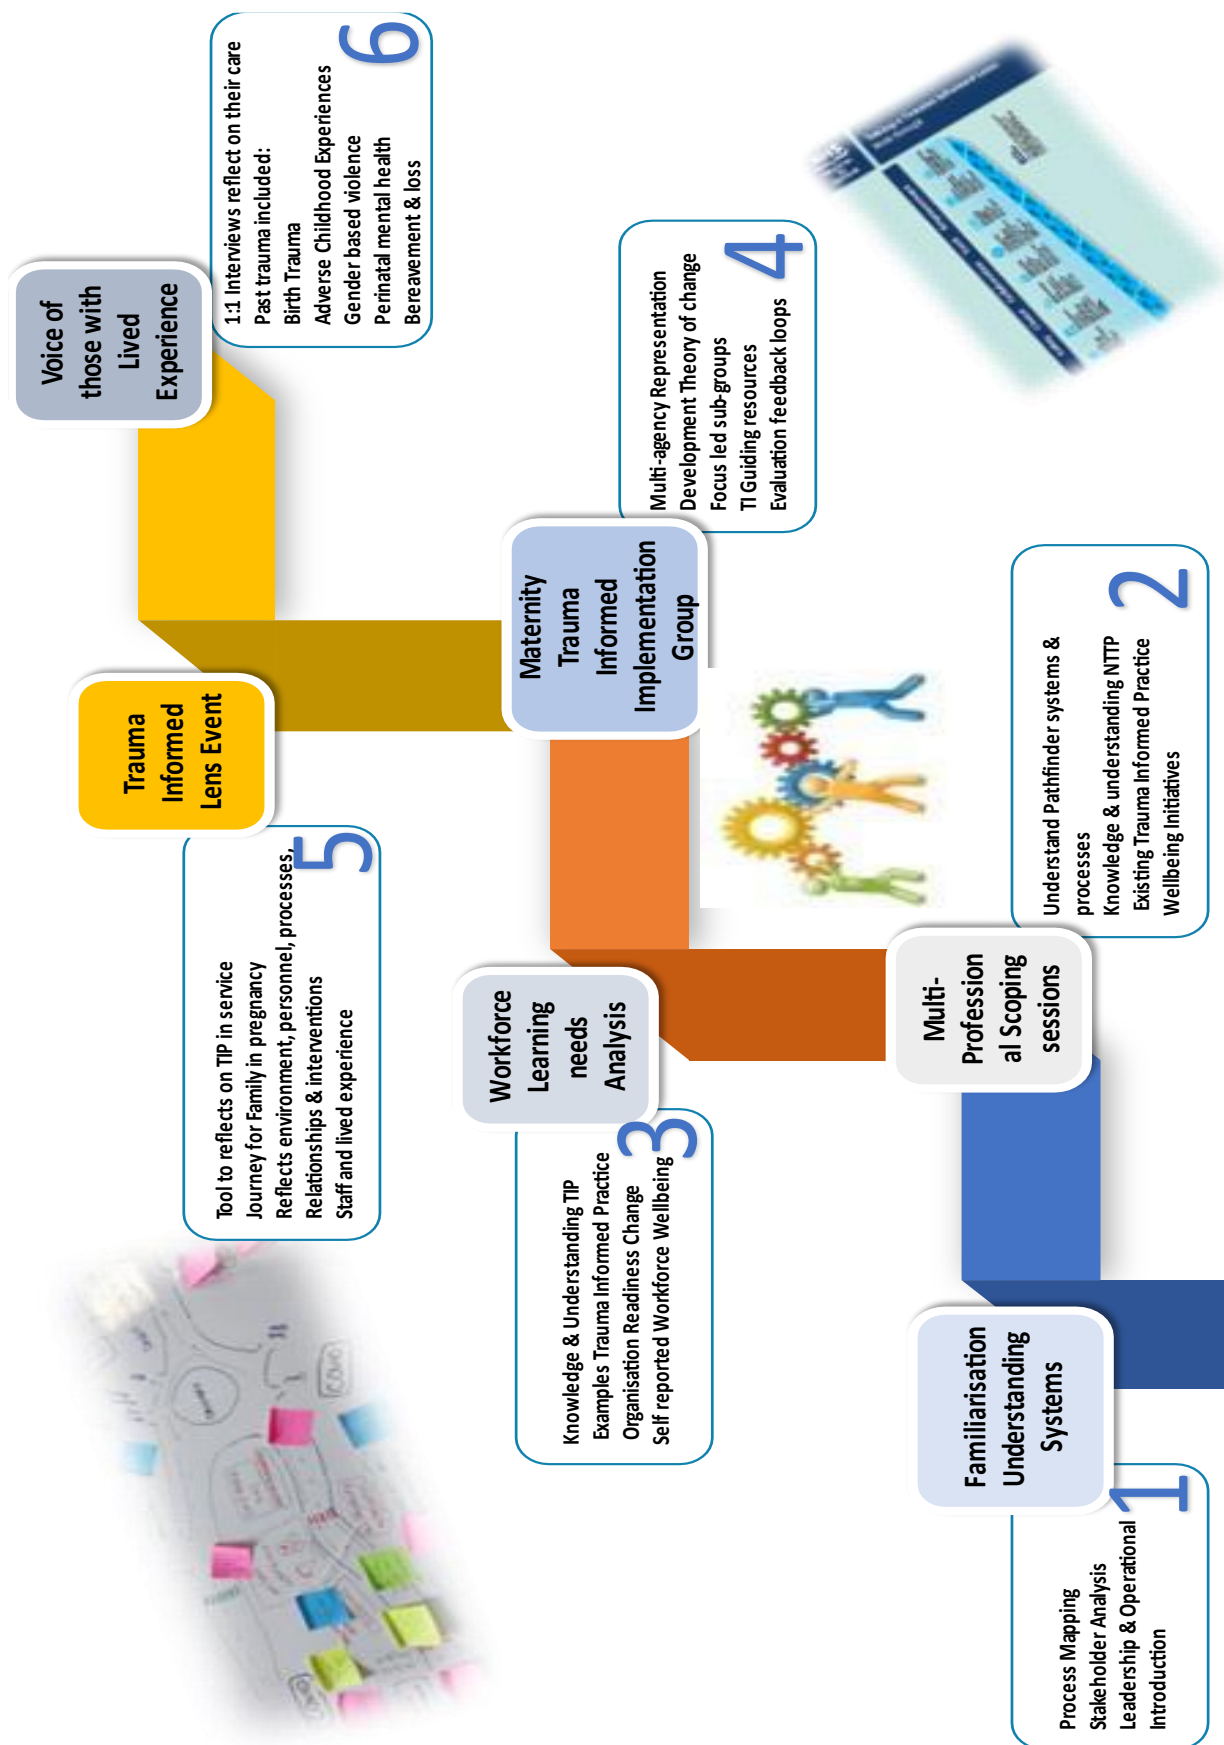 Familiarisation
Understanding
Systems
1
Process Mapping
Stakeholder Analysis
Leadership & Operational
Introduction
Multi-
Profession
al Scoping
sessions
2
Understand Pathfinder systems &
processes
Knowledge & understanding NTTP
Existing Trauma Informed Practice
Wellbeing Initiatives
Workforce
Learning
needs
Analysis
3
Knowledge & Understanding TIP
Examples Trauma Informed Practice
Organisation Readiness Change
Self reported Workforce Wellbeing
Maternity
Trauma
Informed
Implementation
Group
4
Multi-agency Representation
Development Theory of change
Focus led sub-groups
TI Guiding resources
Evaluation feedback loops
Trauma
Informed
Lens Event
5
Tool to reflects on TIP in service
Journey for Family in pregnancy
Reflects environment, personnel, processes,
Relationships & interventions
Staff and lived experience
Voice of
those with
Lived
Experience
6
1:1 Interviews reflect on their care
Past trauma included:
Birth Trauma
Adverse Childhood Experiences
Gender based violence
Perinatal mental health
Bereavement & loss